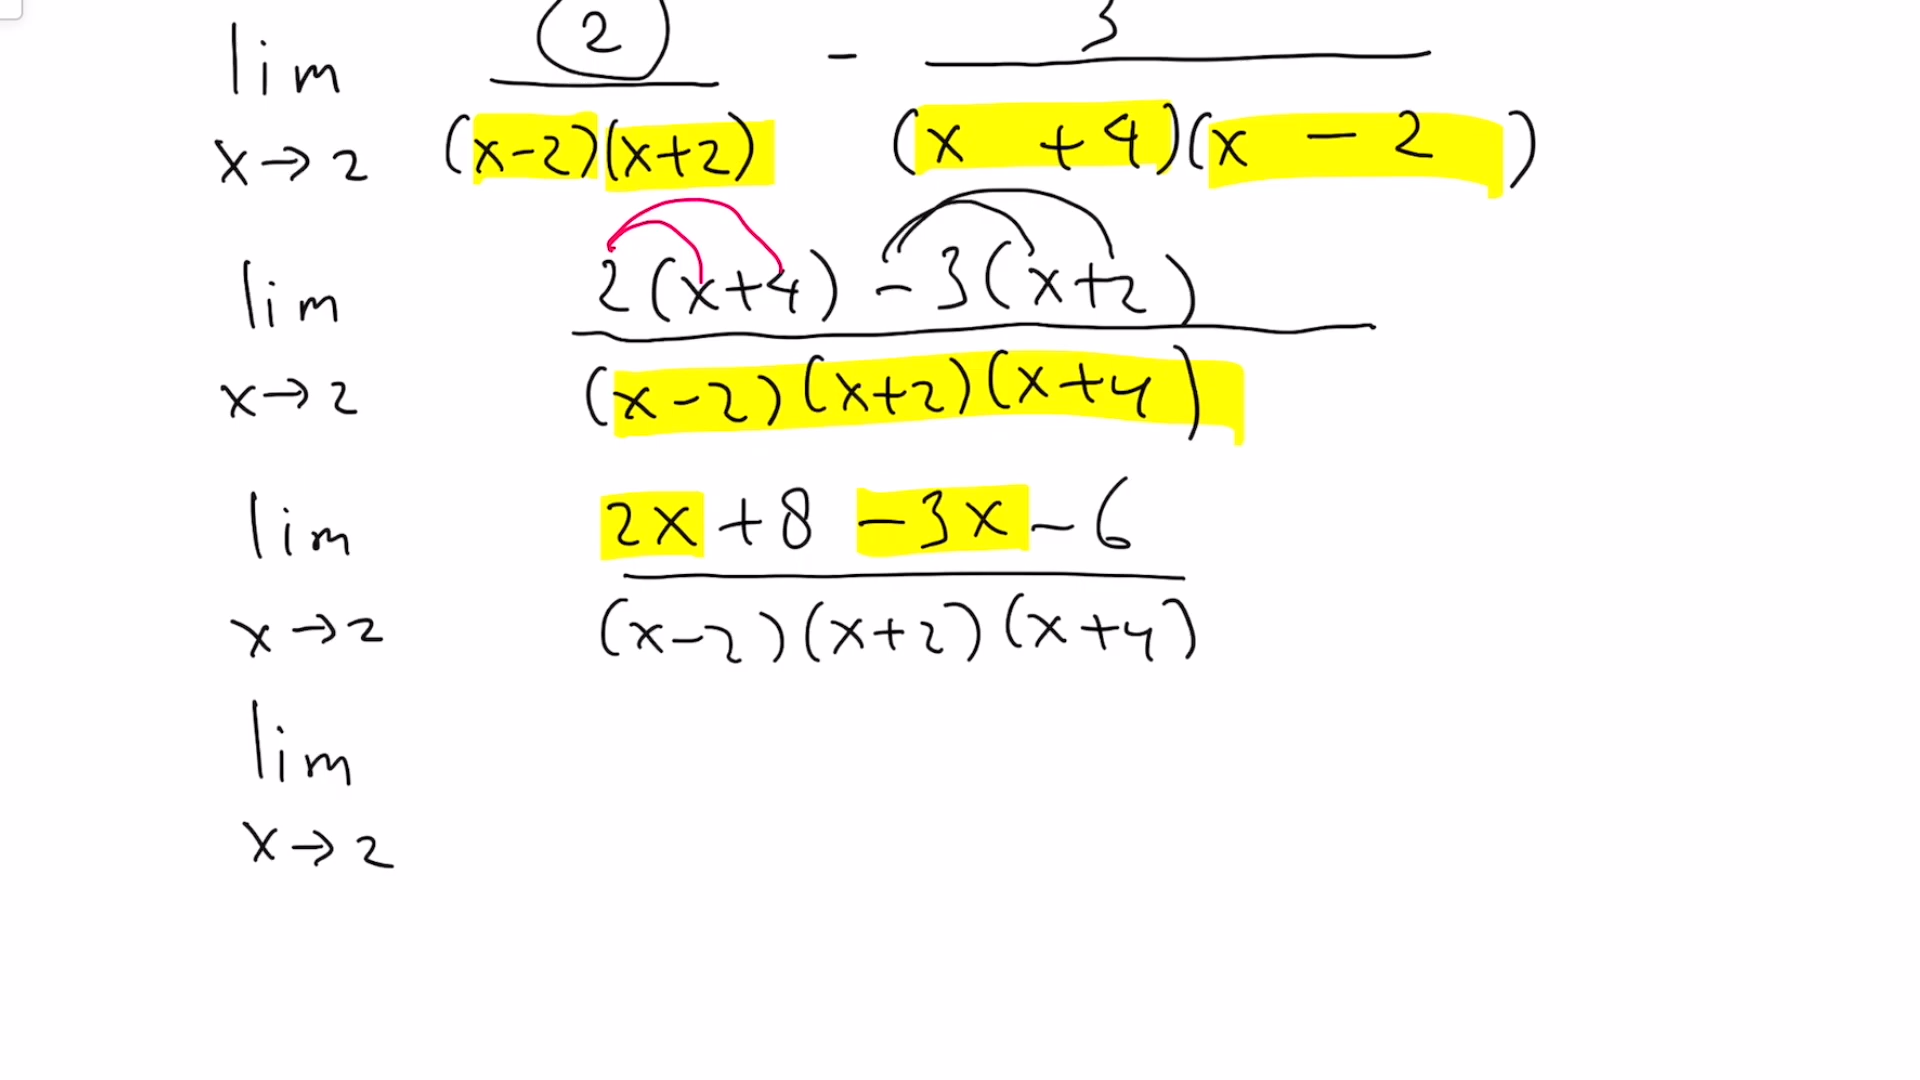 lim 2 - 3
x→2 (x-2)(x+2) (x +4)(x - 2 )
lim 2(x+4) -3(x+2)
x→2 (x-2)(x+2)(x+4)
lim 2x +8 -3x -6
x→2 (x-2)(x+2)(x+4)
lim
x→2